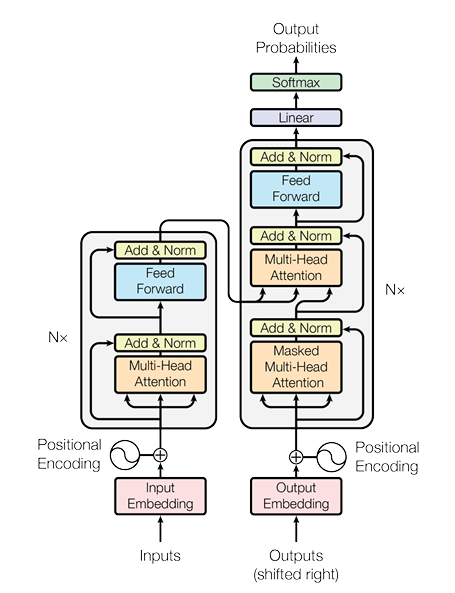 Output
Probabilities
Softmax
Linear
Add & Norm
Feed
Forward
Add & Norm
Multi-Head
Attention
Add & Norm
Masked
Multi-Head
Attention
N×
Add & Norm
Feed
Forward
Add & Norm
Multi-Head
Attention
N×
Positional
Encoding
Positional
Encoding
Input
Embedding
Output
Embedding
Inputs
Outputs
(shifted right)